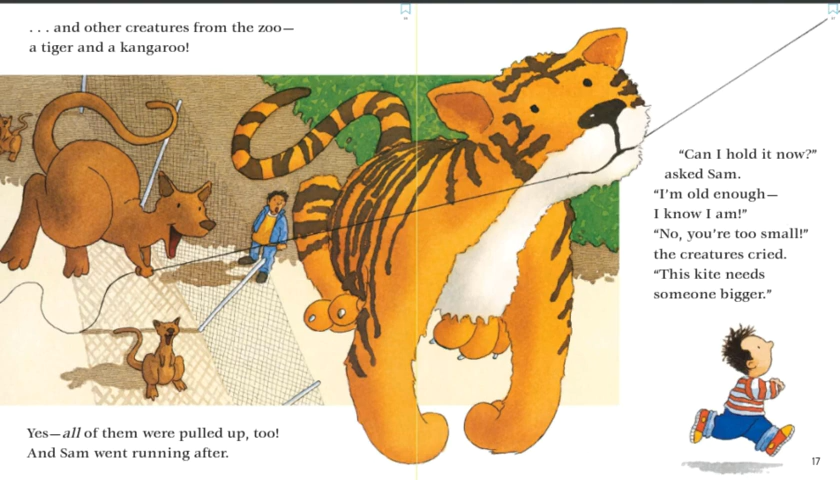 . . . and other creatures from the zoo—
a tiger and a kangaroo!
“Can I hold it now?”
asked Sam.
“I’m old enough—
I know I am!”
“No, you’re too small!”
the creatures cried.
“This kite needs
someone bigger.”
Yes—all of them were pulled up, too!
And Sam went running after.
17